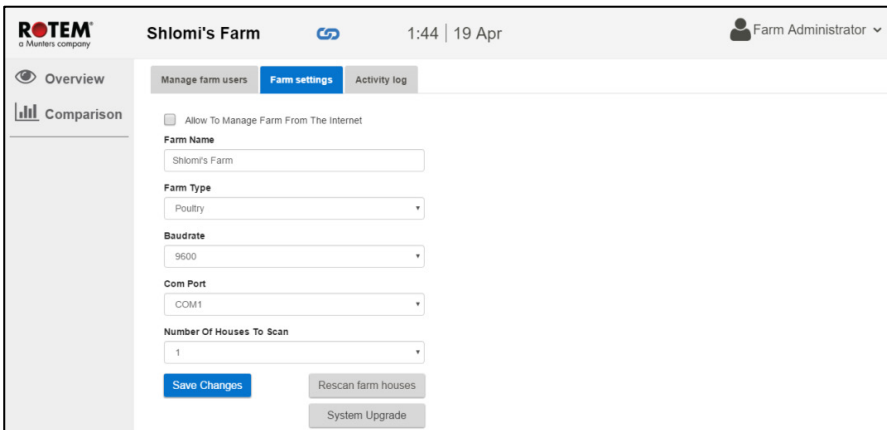 ROTEM®
a Munters company
Shlomi's Farm
1:44 | 19 Apr
Farm Administrator
Overview
Comparison
Manage farm users
Farm settings
Activity log
Allow To Manage Farm From The Internet
Farm Name
Shlomi's Farm
Farm Type
Poultry
Baudrate
9600
Com Port
COM1
Number Of Houses To Scan
1
Save Changes
Rescan farm houses
System Upgrade